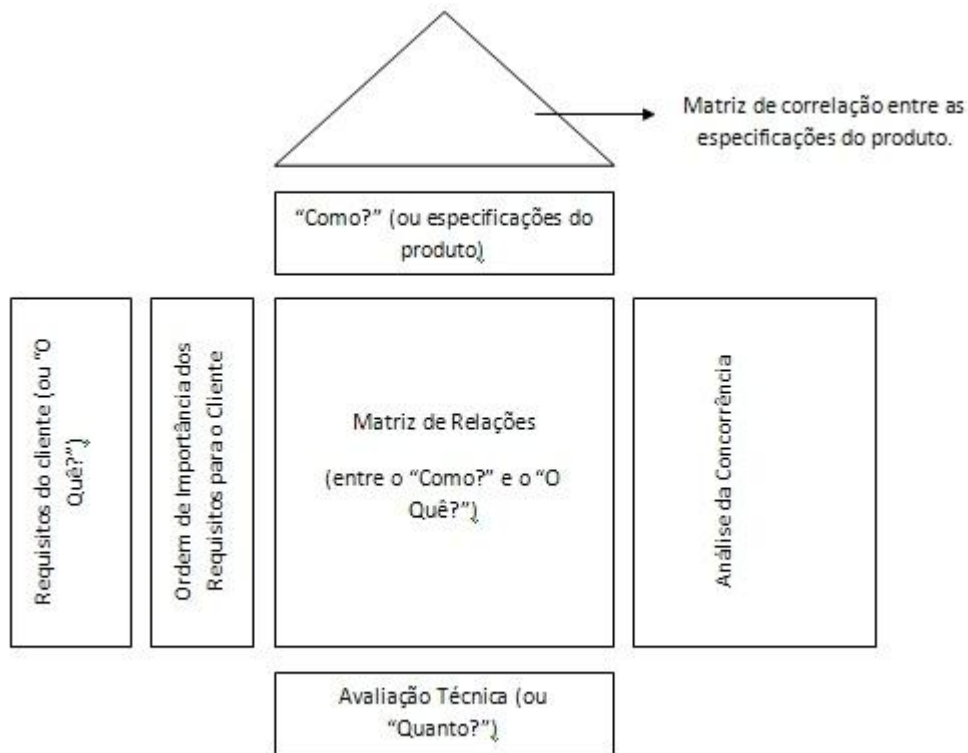 Matriz de correlação entre as
especificações do produto.
“Como?” (ou especificações do
produto)
Requisitos do cliente (ou “O
Quê?”)
Ordem de Importância dos
Requisitos para o Cliente
Matriz de Relações
(entre o “Como?” e o “O
Quê?”)
Análise da Concorrência
Avaliação Técnica (ou
“Quanto?”)